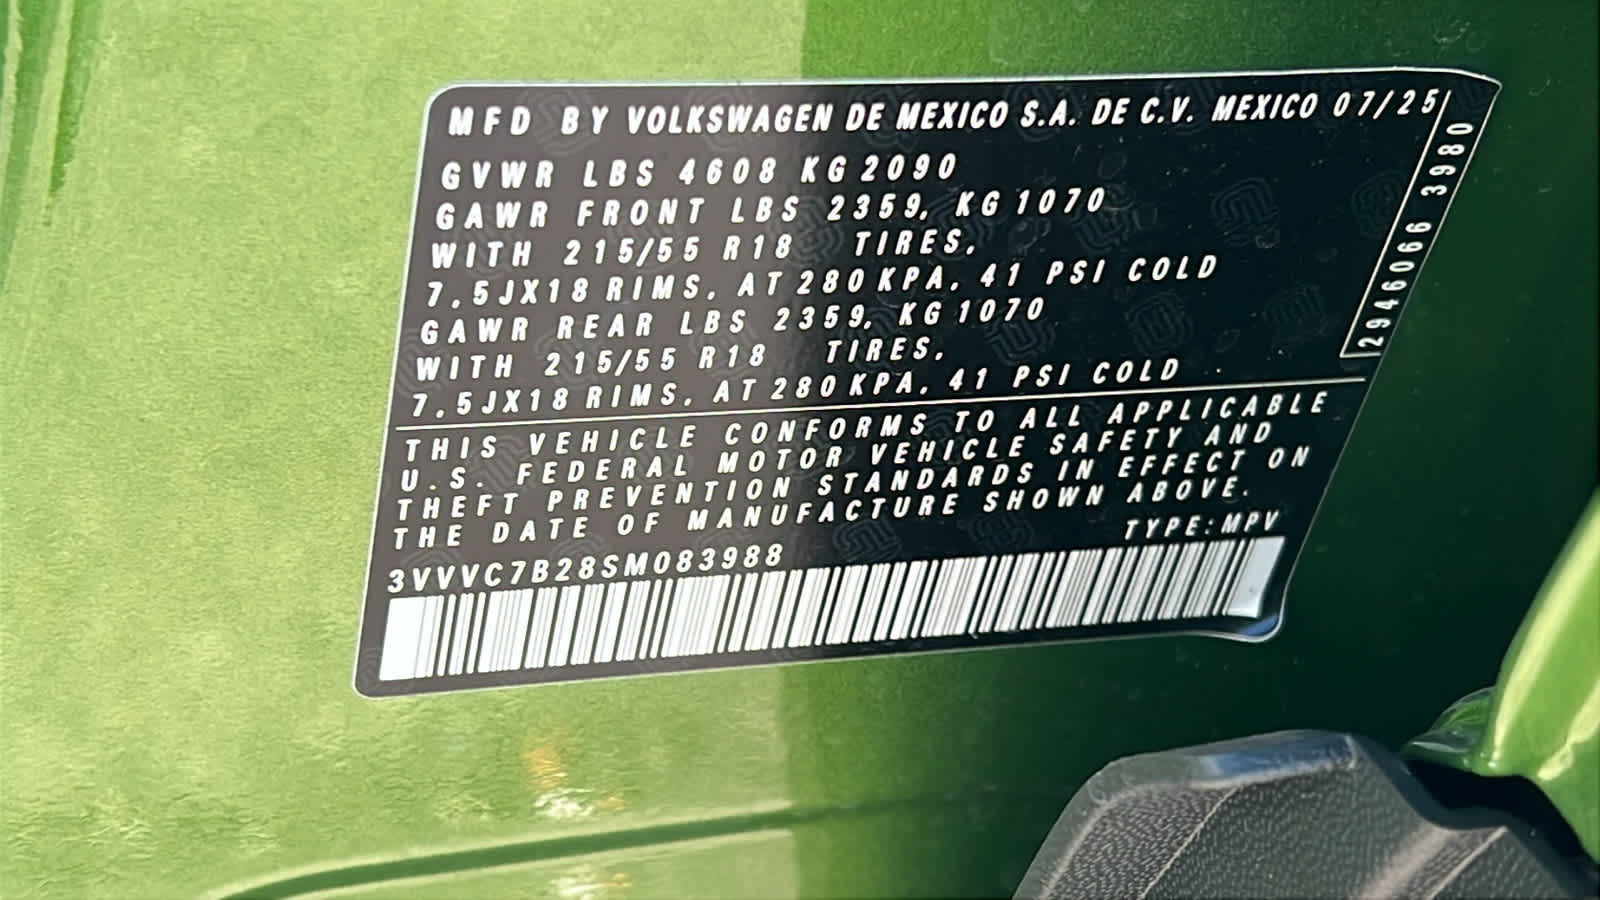 MFD BY VOLKSWAGEN DE MEXICO S.A. DE C.V. MEXICO 07/25
GVWR LBS 4608 KG 2090
GAWR FRONT LBS 2359, KG 1070
WITH 215/55 R18 TIRES,
7.5JX18 RIMS, AT 280 KPA, 41 PSI COLD
GAWR REAR LBS 2359, KG 1070
WITH 215/55 R18 TIRES,
7.5JX18 RIMS, AT 280 KPA, 41 PSI COLD
2946066 3980
THIS VEHICLE CONFORMS TO ALL APPLICABLE
U.S. FEDERAL MOTOR VEHICLE SAFETY AND
THEFT PREVENTION STANDARDS IN EFFECT ON
THE DATE OF MANUFACTURE SHOWN ABOVE.
TYPE:MPV
3VVVC7B28SM083988